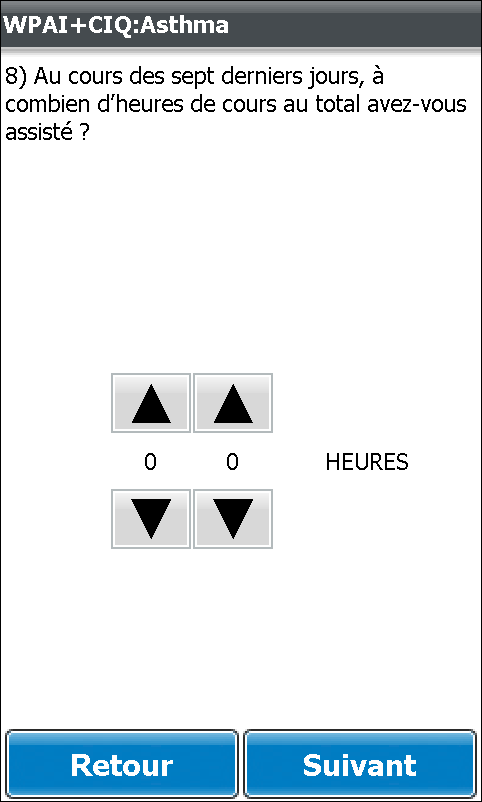 WPAI+CIQ:Asthma
8) Au cours des sept derniers jours, à
combien d’heures de cours au total avez-vous
assisté ?
0 0 HEURES
Retour Suivant